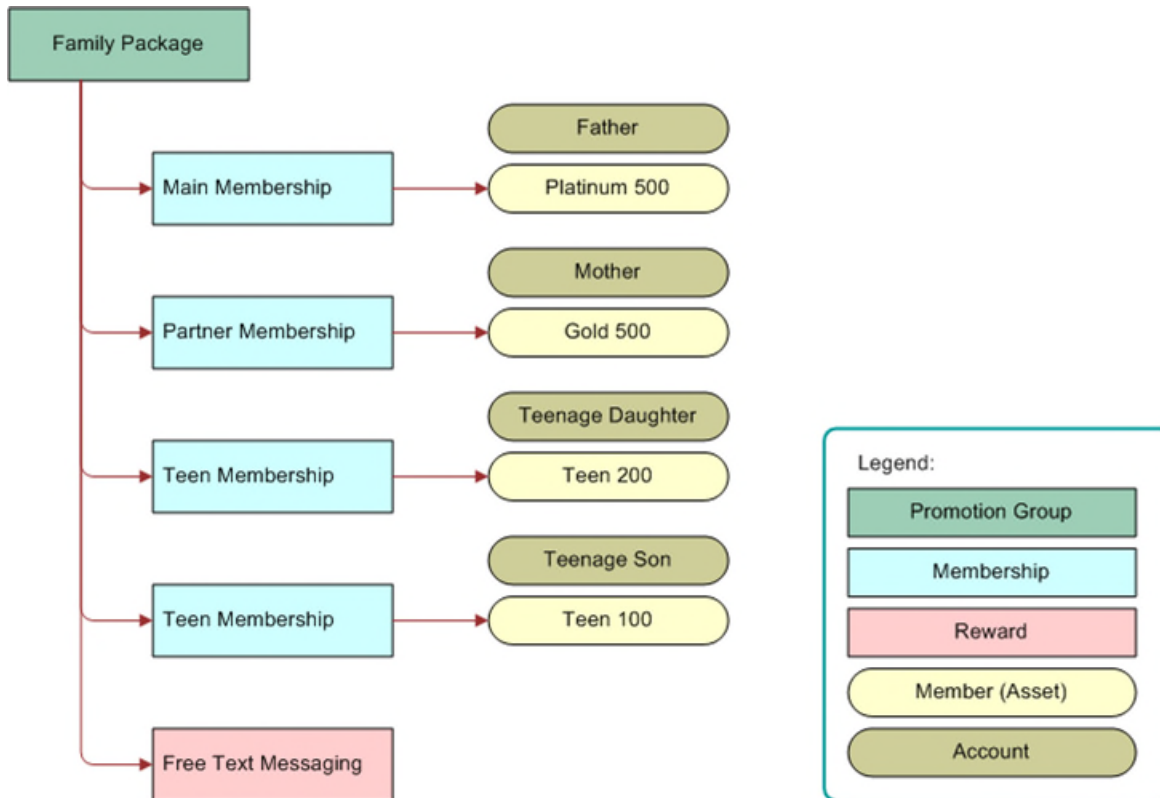 Family Package
Father
Main Membership
Platinum 500
Mother
Partner Membership
Gold 500
Teenage Daughter
Teen Membership
Teen 200
Teenage Son
Teen Membership
Teen 100
Free Text Messaging
Legend:
Promotion Group
Membership
Reward
Member (Asset)
Account